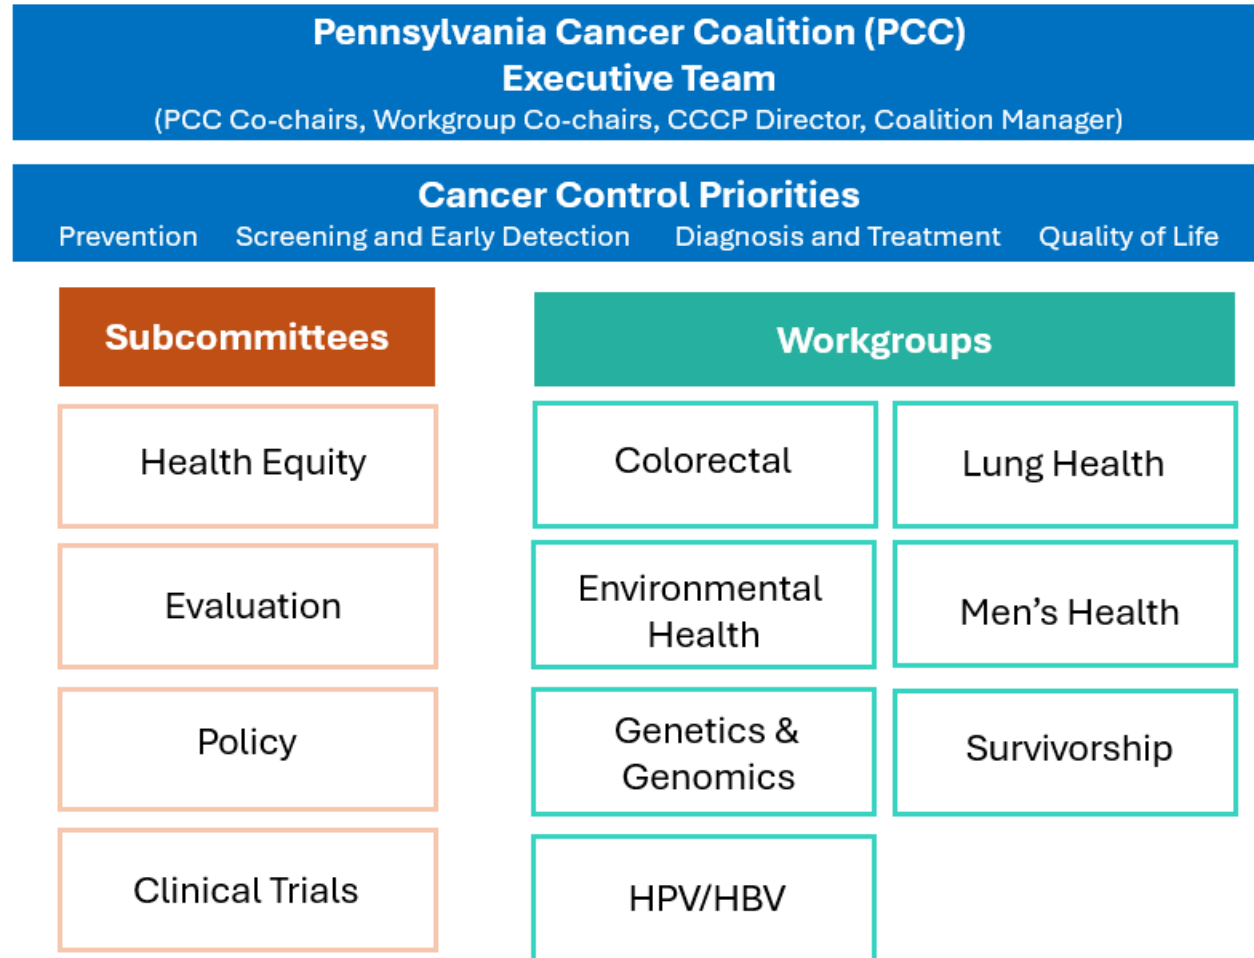 Pennsylvania Cancer Coalition (PCC)
Executive Team
(PCC Co-chairs, Workgroup Co-chairs, CCCP Director, Coalition Manager)
Cancer Control Priorities
Prevention Screening and Early Detection Diagnosis and Treatment Quality of Life
Subcommittees
Health Equity
Evaluation
Policy
Clinical Trials
Workgroups
Colorectal
Lung Health
Environmental
Health
Men’s Health
Genetics &
Genomics
Survivorship
HPV/HBV